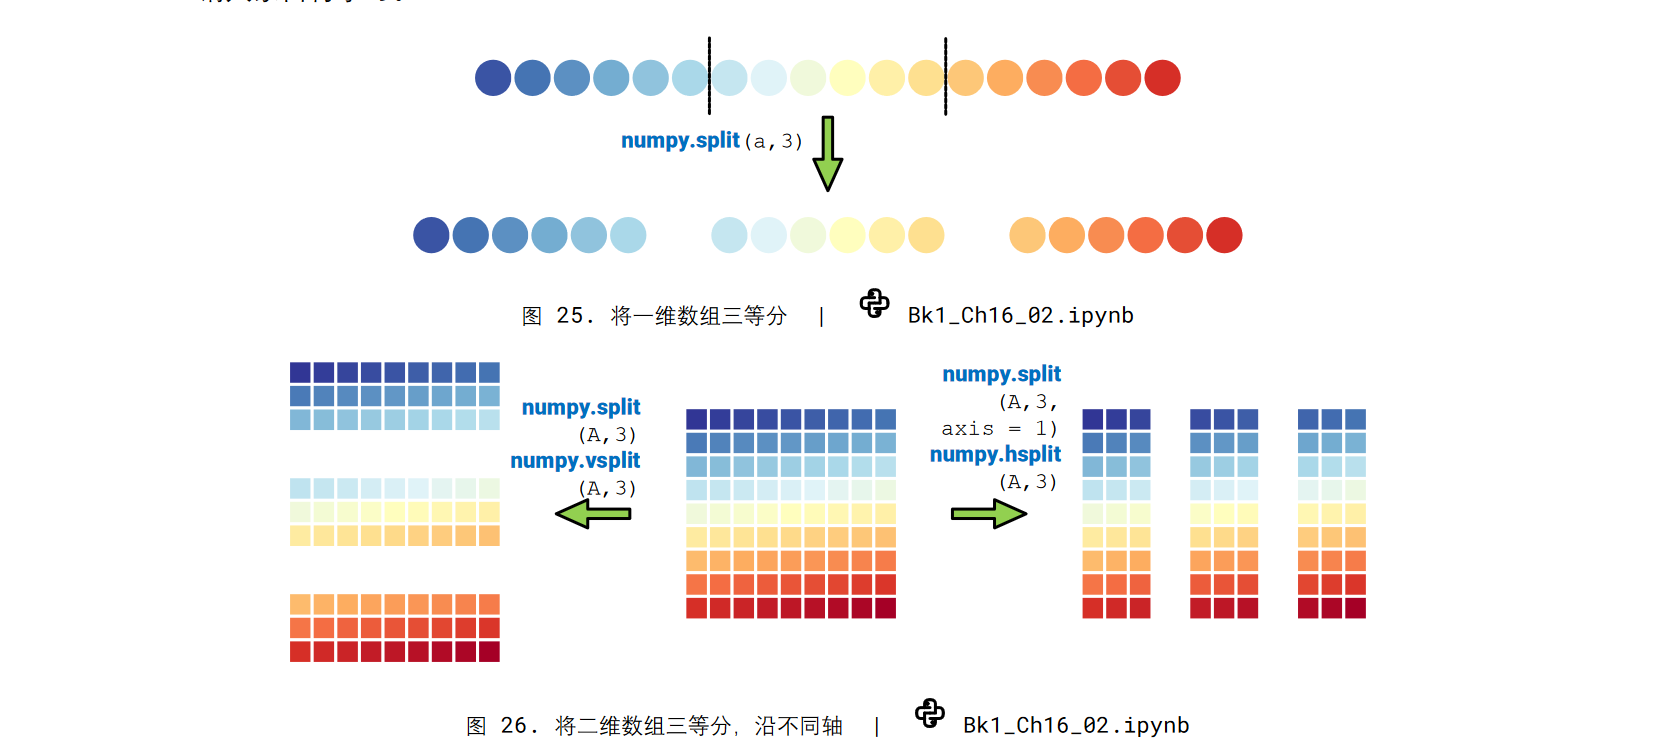 numpy.split(a,3)
图 25. 将一维数组三等分 | Bk1_Ch16_02.ipynb
numpy.split
(A,3)
numpy.vsplit
(A,3)
numpy.split
(A,3,
axis = 1)
numpy.hsplit
(A,3)
图 26. 将二维数组三等分，沿不同轴 | Bk1_Ch16_02.ipynb